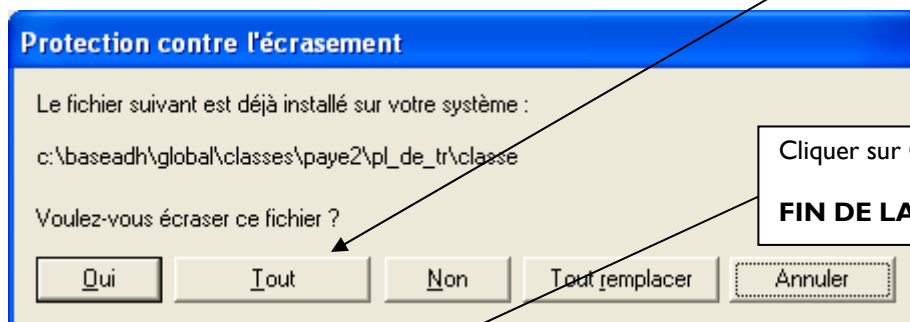 Protection contre l'écrasement
Le fichier suivant est déjà installé sur votre système :
c:\baseadh\global\classes\paye2\pl_de_tr\classe
Voulez-vous écraser ce fichier ?
Oui Tout Non Tout remplacer Annuler
Cliquer sur
FIN DE LA